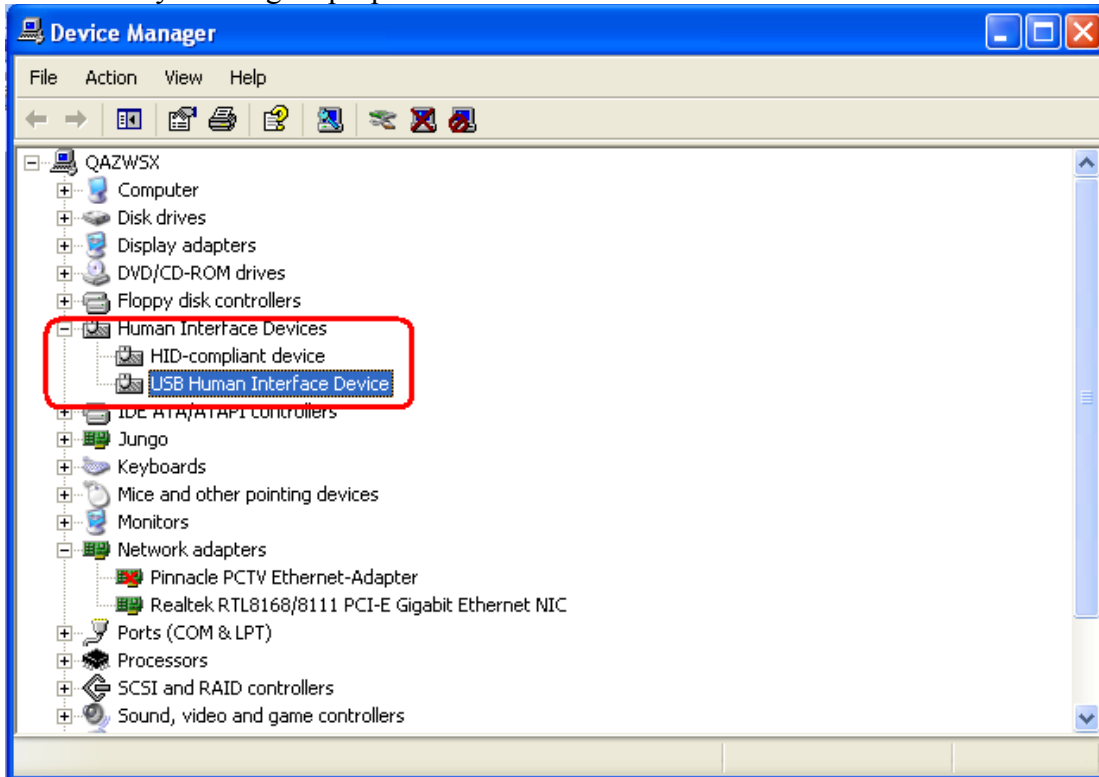 Device Manager
File Action View Help
QAZWSX
Computer
Disk drives
Display adapters
DVD/CD-ROM drives
Floppy disk controllers
Human Interface Devices
HID-compliant device
USB Human Interface Device
IDE ATA/ATAPI controllers
Jungo
Keyboards
Mice and other pointing devices
Monitors
Network adapters
Pinnacle PCTV Ethernet-Adapter
Realtek RTL8168/8111 PCI-E Gigabit Ethernet NIC
Ports (COM & LPT)
Processors
SCSI and RAID controllers
Sound, video and game controllers